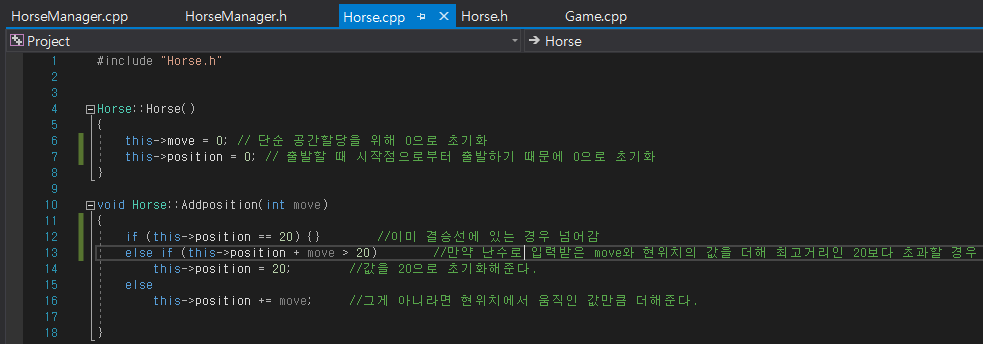 HorseManager.cpp HorseManager.h Horse.cpp Horse.h Game.cpp
Project Horse
1 #include "Horse.h"
2
3
4 Horse::Horse()
5 {
6 this->move = 0; // 단순 공간할당을 위해 0으로 초기화
7 this->position = 0; // 출발할 때 시작점으로부터 출발하기 때문에 0으로 초기화
8 }
9
10 void Horse::Addposition(int move)
11 {
12 if (this->position == 20) {} //이미 결승선에 있는 경우 넘어감
13 else if (this->position + move > 20) //만약 난수로 입력받은 move와 현위치의 값을 더해 최고거리인 20보다 초과할 경우
14 this->position = 20; //값을 20으로 초기화해준다.
15 else
16 this->position += move; //그게 아니라면 현위치에서 움직인 값만큼 더해준다.
17
18 }